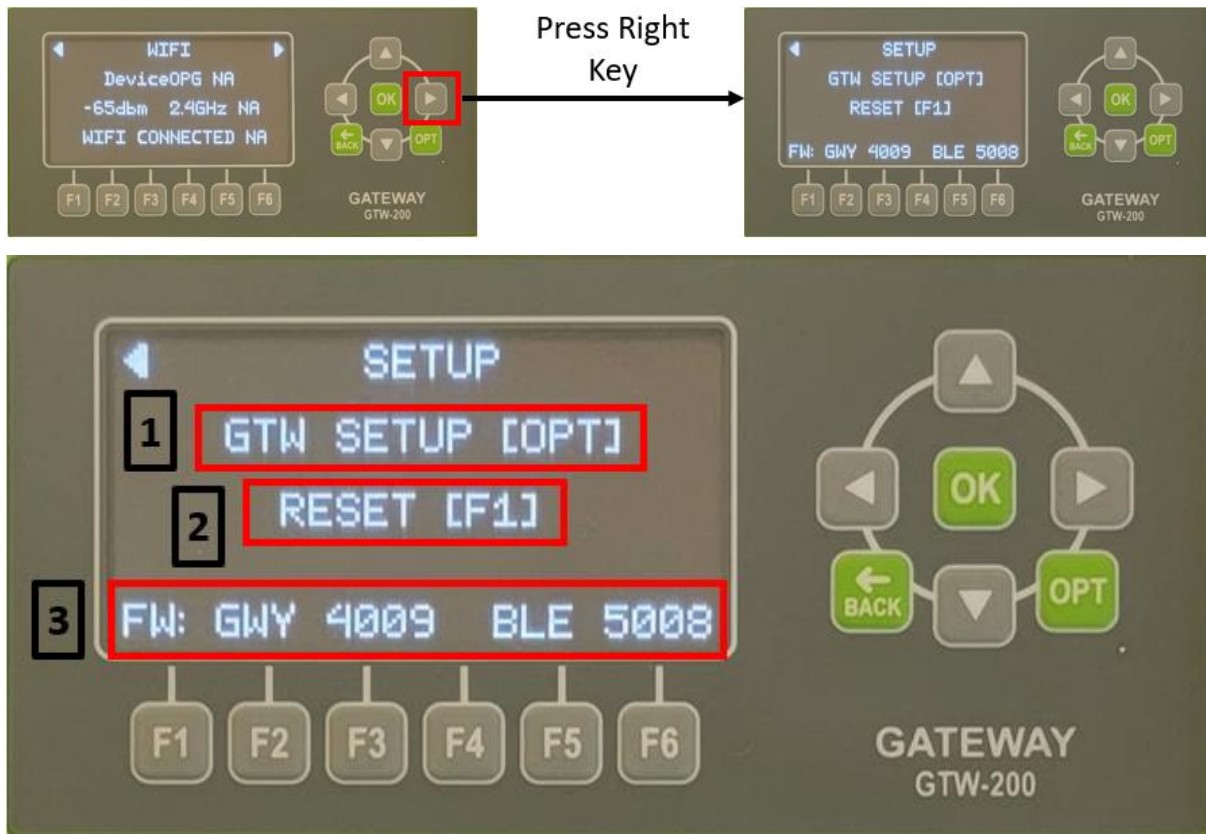 WIFI
DeviceOPG NA
-65dbm 2.4GHz NA
WIFI CONNECTED NA
OK
BACK
OPT
F1 F2 F3 F4 F5 F6
GATEWAY
GTW-200
Press Right
Key
SETUP
GTW SETUP [OPT]
RESET [F1]
FW: GWY 4009 BLE 5008
OK
BACK
OPT
F1 F2 F3 F4 F5 F6
GATEWAY
GTW-200
SETUP
1 GTW SETUP [OPT]
2 RESET [F1]
3 FW: GWY 4009 BLE 5008
OK
BACK
OPT
F1 F2 F3 F4 F5 F6
GATEWAY
GTW-200